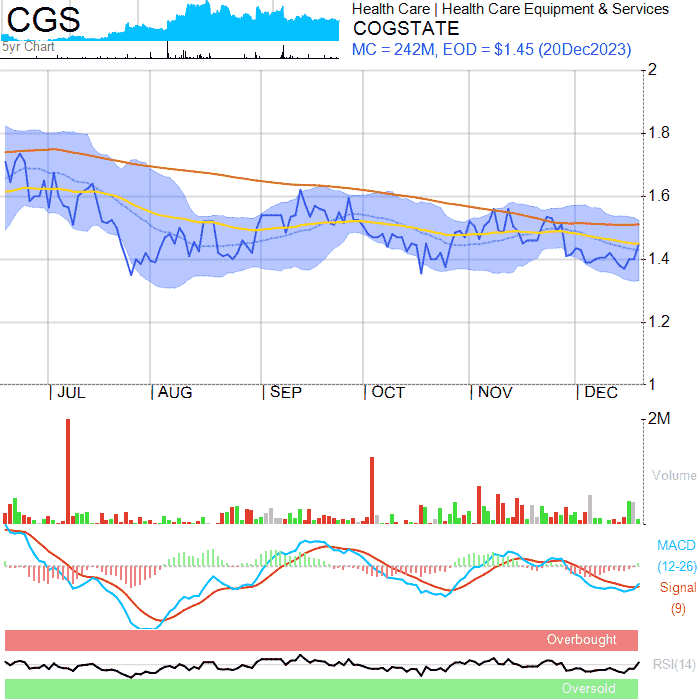 CGS
5yr Chart
Health Care | Health Care Equipment & Services
COGSTATE
MC = 242M, EOD = $1.45 (20Dec2023)
2
1.8
1.6
1.4
1.2
1
JUL AUG SEP OCT NOV DEC
2M
Volume
MACD
(12-26)
Signal
(9)
Overbought
RSI(14)
Oversold